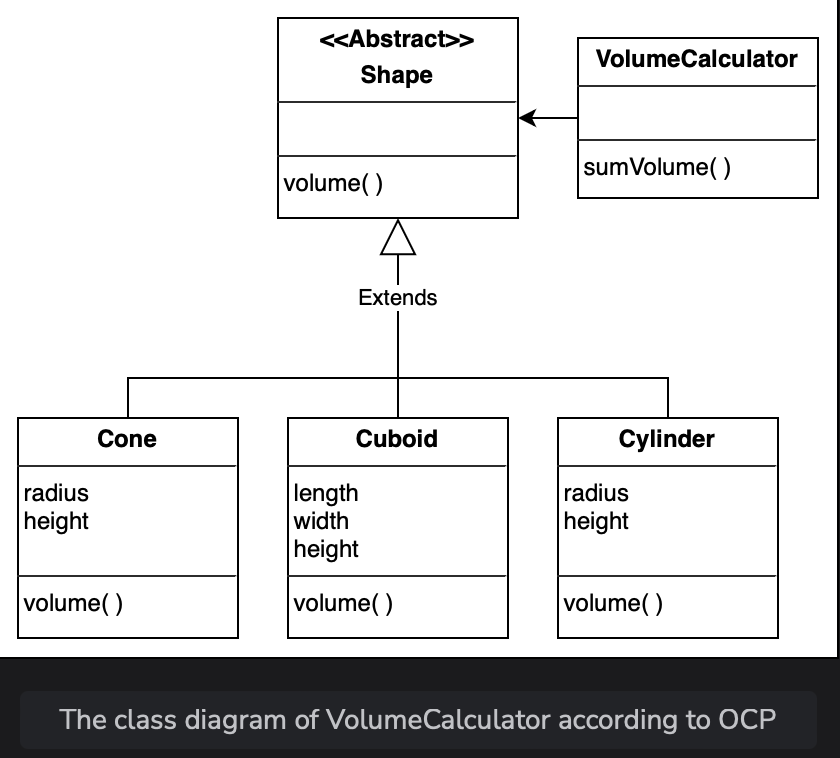 <<Abstract>>
Shape
volume( )
VolumeCalculator
sumVolume( )
Extends
Cone
radius
height
volume( )
Cuboid
length
width
height
volume( )
Cylinder
radius
height
volume( )
The class diagram of VolumeCalculator according to OCP